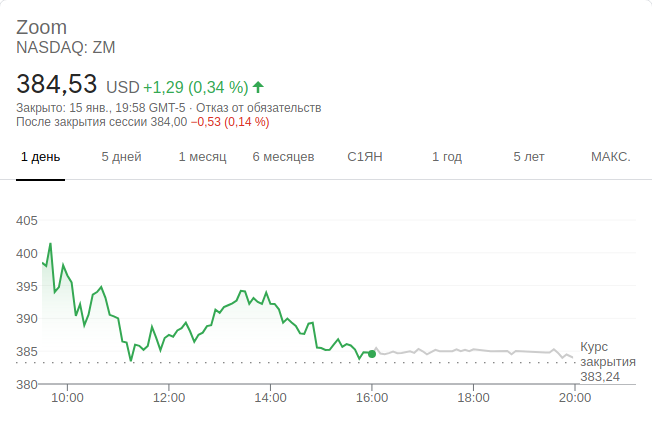 Zoom
NASDAQ: ZM
384,53 USD +1,29 (0,34 %)
Закрыто: 15 янв., 19:58 GMT-5 · Отказ от обязательств
После закрытия сессии 384,00 −0,53 (0,14 %)
1 день 5 дней 1 месяц 6 месяцев С1ЯН 1 год 5 лет МАКС.
405
400
395
390
385
380
Курс
закрытия
383,24
10:00 12:00 14:00 16:00 18:00 20:00